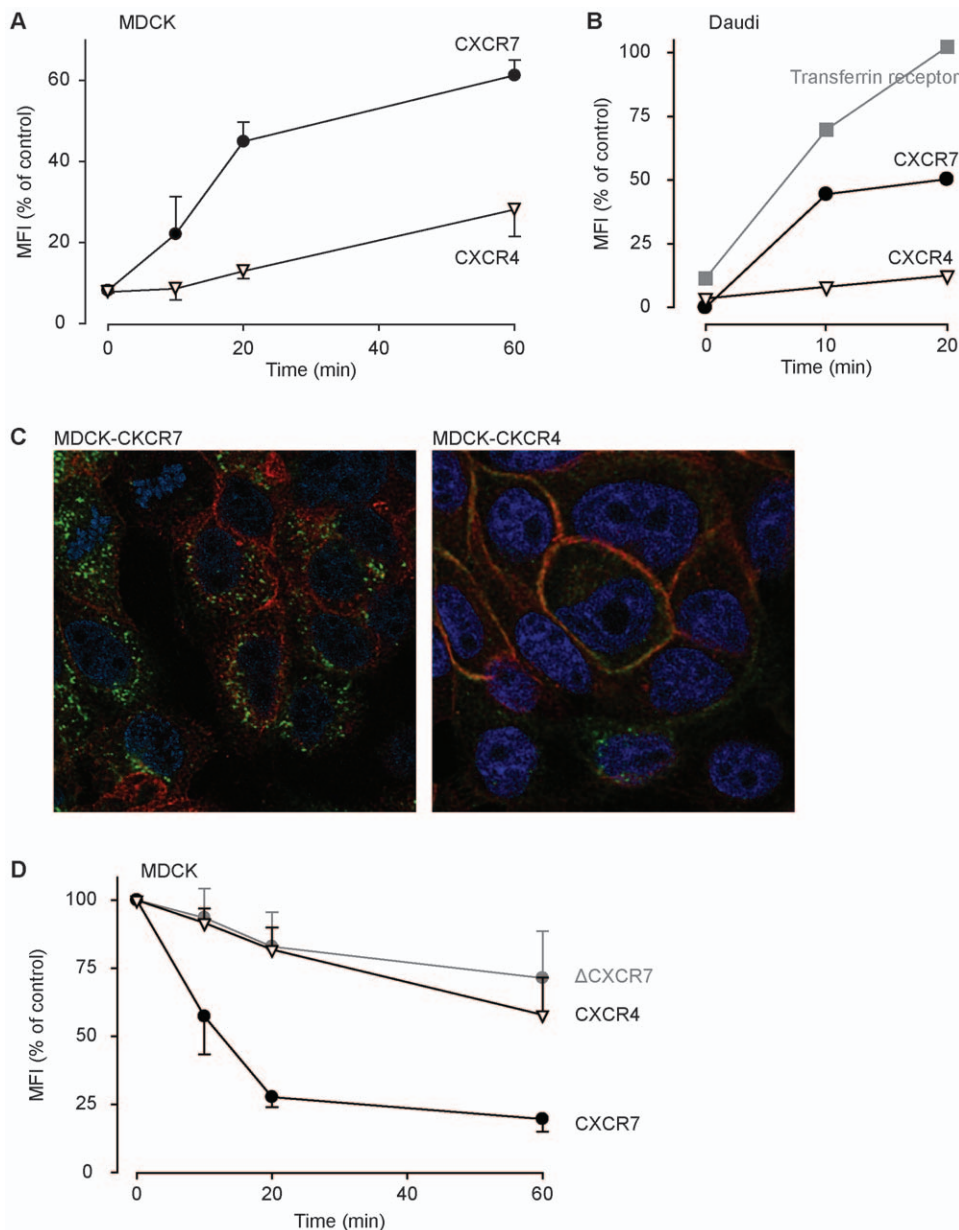 A
MDCK
CXCR7
60
40
20
0
MFI (% of control)
CXCR4
0
20
40
60
Time (min)
B
Daudi
100
75
50
25
0
MFI (% of control)
Transferrin receptor
CXCR7
CXCR4
0
10
20
Time (min)
C
MDCK-CKCR7
MDCK-CKCR4
D
MDCK
100
75
50
25
0
MFI (% of control)
ΔCXCR7
CXCR4
CXCR7
0
20
40
60
Time (min)